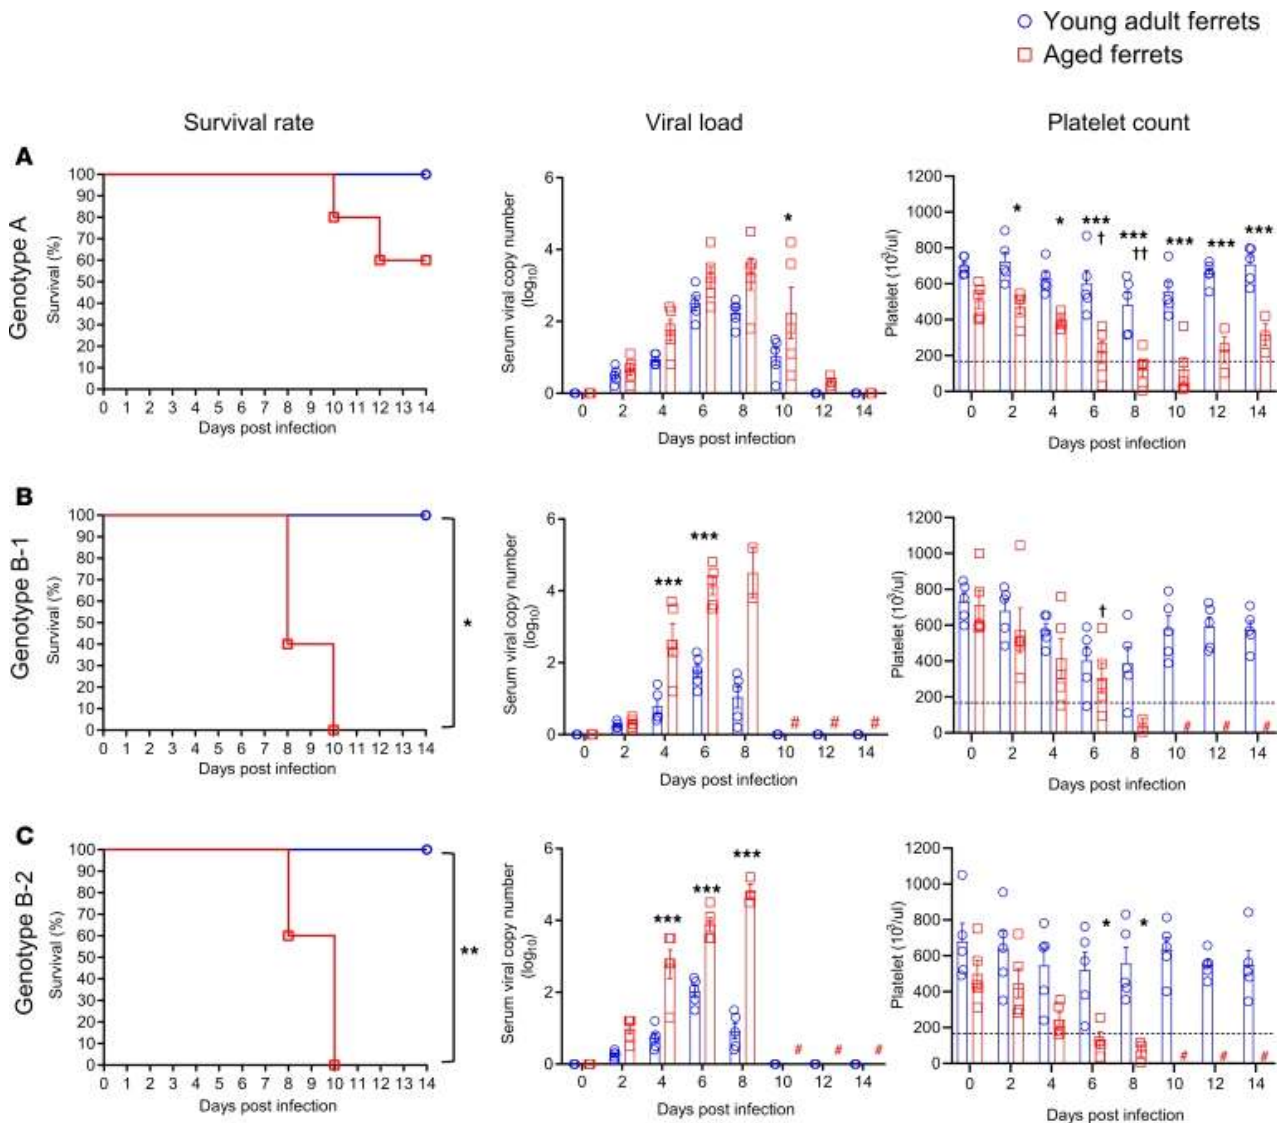 Young adult ferrets
Aged ferrets
Survival rate
Viral load
Platelet count
A
Genotype A
Survival (%)
100
90
80
70
60
50
40
30
20
10
0
0 1 2 3 4 5 6 7 8 9 10 11 12 13 14
Days post infection
Serum viral copy number
(log10)
6
4
2
0
*
0 2 4 6 8 10 12 14
Days post infection
Platelet (10³/ul)
1200
1000
800
600
400
200
0
* * *** *** *** *** ***
† ††
0 2 4 6 8 10 12 14
Days post infection
B
Genotype B-1
Survival (%)
100
90
80
70
60
50
40
30
20
10
0
*
0 1 2 3 4 5 6 7 8 9 10 11 12 13 14
Days post infection
Serum viral copy number
(log10)
6
4
2
0
*** ***
# # #
0 2 4 6 8 10 12 14
Days post infection
Platelet (10³/ul)
1200
1000
800
600
400
200
0
†
# # #
0 2 4 6 8 10 12 14
Days post infection
C
Genotype B-2
Survival (%)
100
90
80
70
60
50
40
30
20
10
0
**
0 1 2 3 4 5 6 7 8 9 10 11 12 13 14
Days post infection
Serum viral copy number
(log10)
6
4
2
0
*** *** ***
# # #
0 2 4 6 8 10 12 14
Days post infection
Platelet (10³/ul)
1200
1000
800
600
400
200
0
* *
# # #
0 2 4 6 8 10 12 14
Days post infection